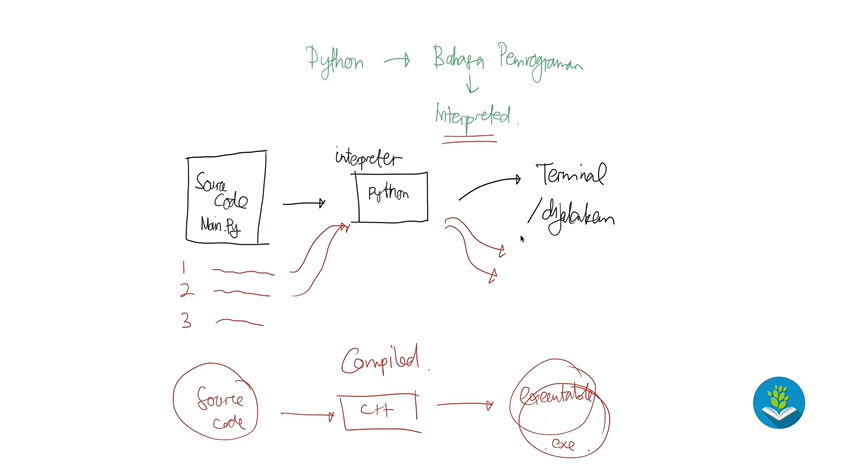 Python → Bahasa Pemrograman
Interpreted.
interpreter
Source
Code
Main.Py
Python
Terminal
/dijalankan
1
2
3
Compiled.
Source
code
C++
executable
.exe